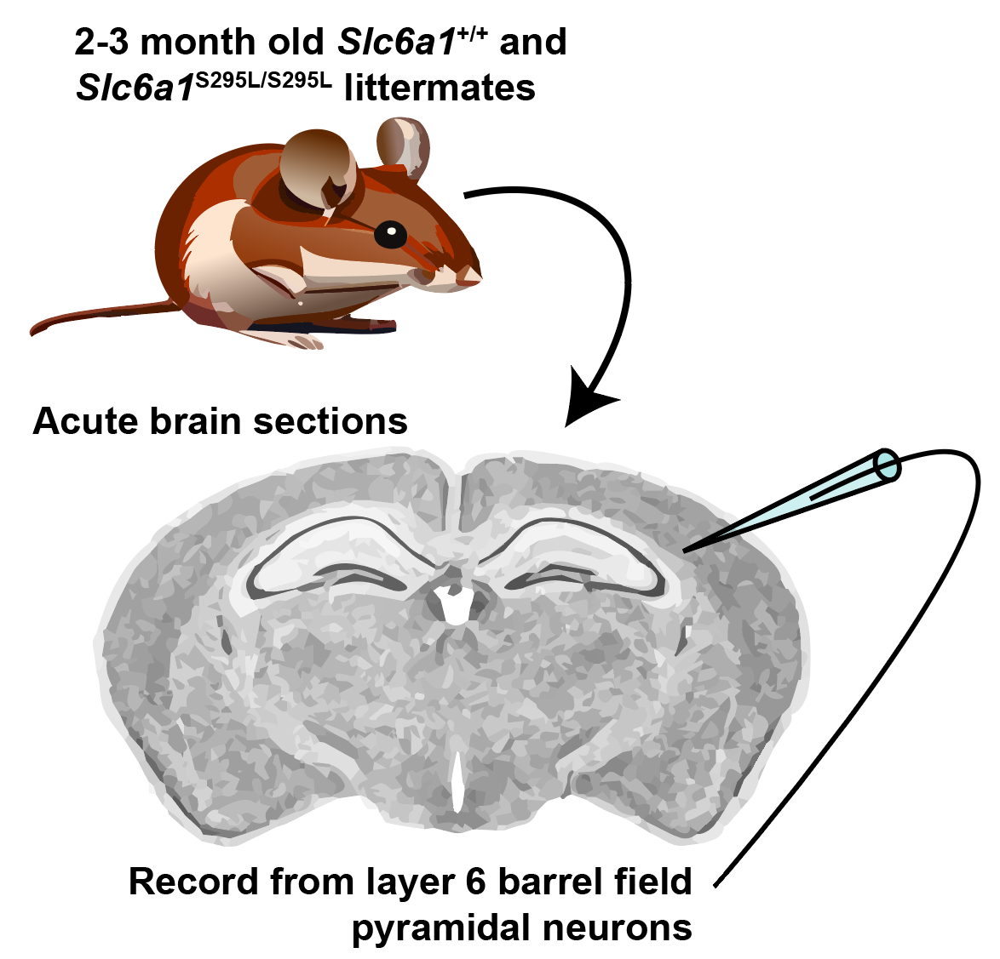 2-3 month old Slc6a1+/+ and
Slc6a1S295L/S295L littermates
Acute brain sections
Record from layer 6 barrel field
pyramidal neurons